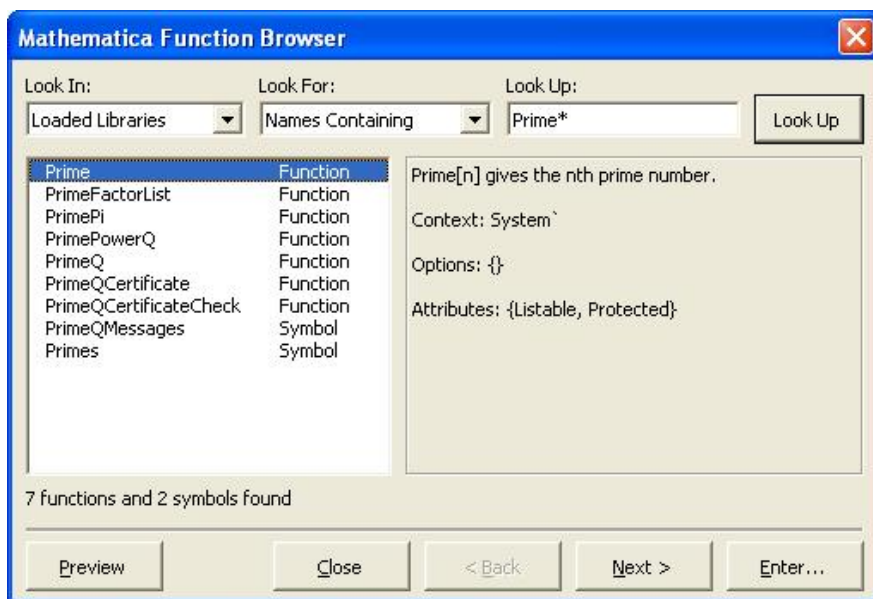 Mathematica Function Browser
Look In: Look For: Look Up:
Loaded Libraries Names Containing Prime* Look Up
Prime Function
PrimeFactorList Function
PrimePi Function
PrimePowerQ Function
PrimeQ Function
PrimeQCertificate Function
PrimeQCertificateCheck Function
PrimeQMessages Symbol
Primes Symbol
Prime[n] gives the nth prime number.
Context: System`
Options: {}
Attributes: {Listable, Protected}
7 functions and 2 symbols found
Preview Close < Back Next > Enter...